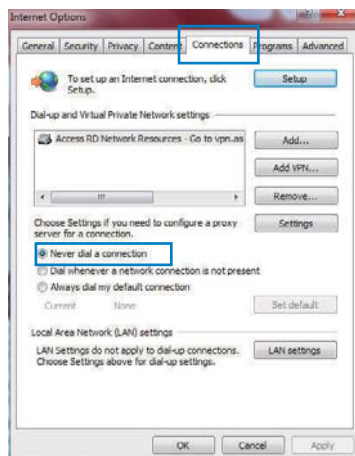 Internet Options
General Security Privacy Content Connections Programs Advanced
To set up an Internet connection, click
Setup.
Setup
Dial-up and Virtual Private Network settings
Access RD Network Resources - Go to vpn.as
Add...
Add VPN...
Remove...
Choose Settings if you need to configure a proxy
server for a connection.
Settings
Never dial a connection
Dial whenever a network connection is not present
Always dial my default connection
Current None
Set default
Local Area Network (LAN) settings
LAN Settings do not apply to dial-up connections.
Choose Settings above for dial-up settings.
LAN settings
OK Cancel Apply